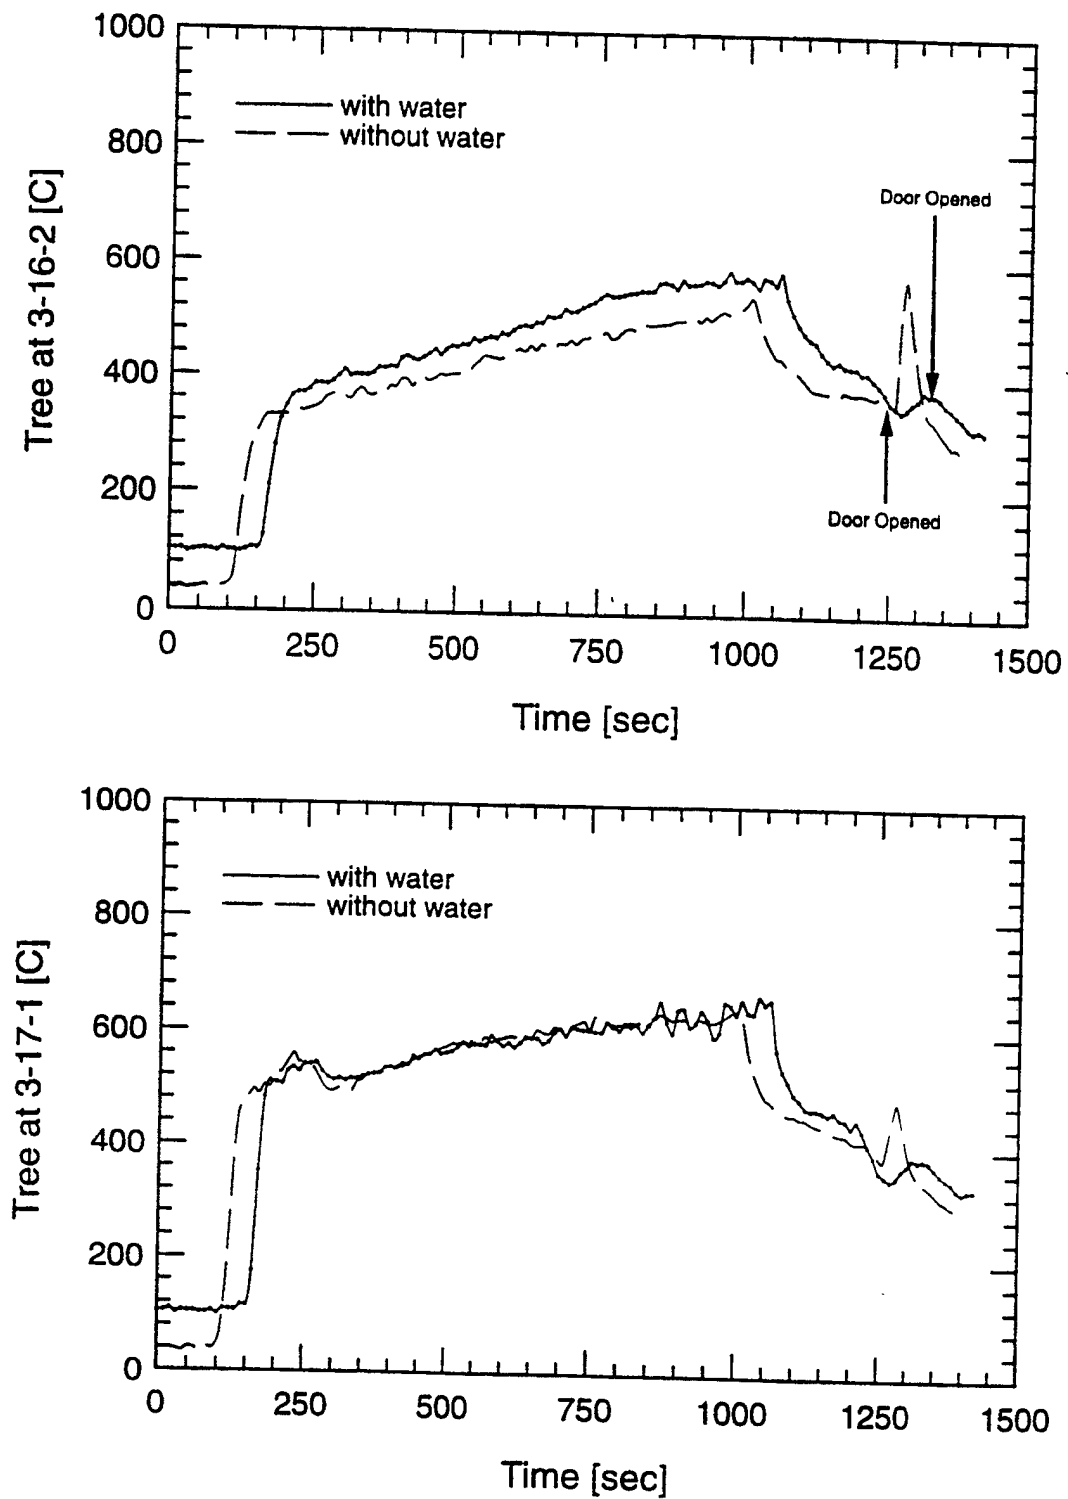 1000
800
600
400
200
0
Tree at 3-16-2 [C]
with water
without water
Door Opened
Door Opened
0 250 500 750 1000 1250 1500
Time [sec]
1000
800
600
400
200
0
Tree at 3-17-1 [C]
with water
without water
0 250 500 750 1000 1250 1500
Time [sec]